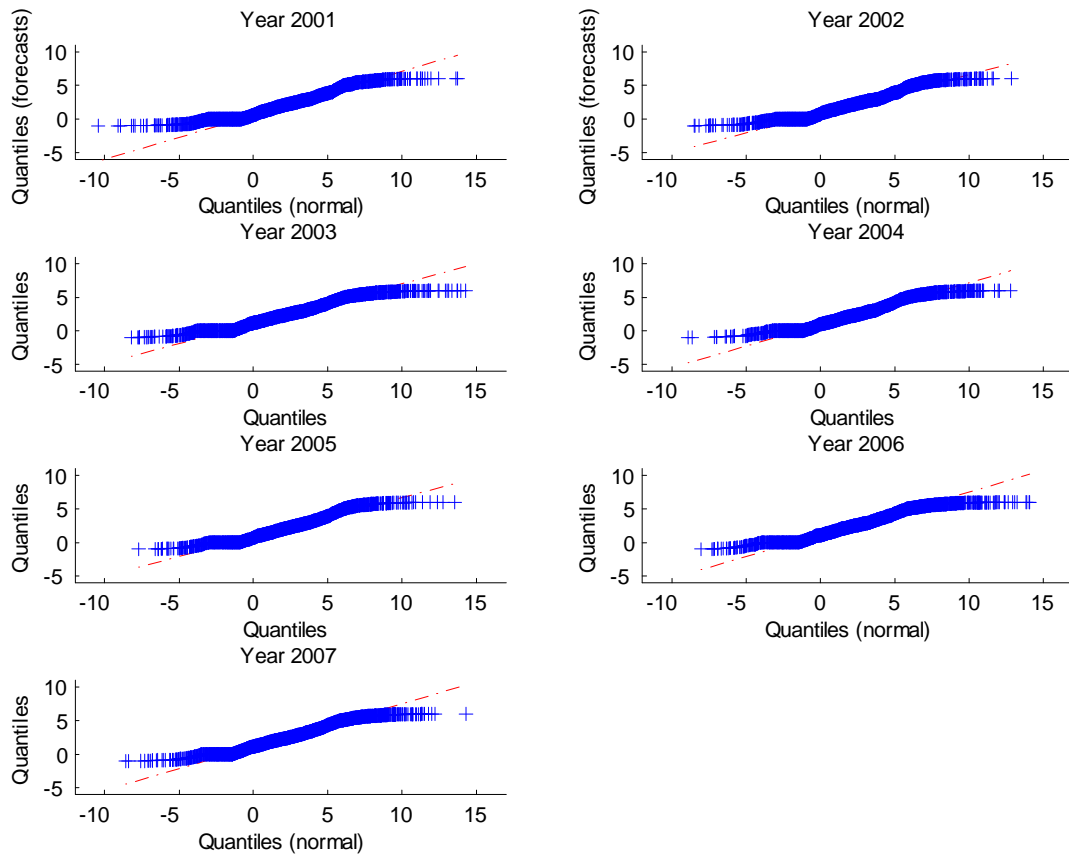 Year 2001
10
5
0
-5
Quantiles (forecasts)
-10 -5 0 5 10 15
Quantiles (normal)
Year 2002
10
5
0
-5
Quantiles (forecasts)
-10 -5 0 5 10 15
Quantiles (normal)
Year 2003
10
5
0
-5
Quantiles
-10 -5 0 5 10 15
Quantiles
Year 2004
10
5
0
-5
Quantiles
-10 -5 0 5 10 15
Quantiles
Year 2005
10
5
0
-5
Quantiles
-10 -5 0 5 10 15
Quantiles
Year 2006
10
5
0
-5
Quantiles
-10 -5 0 5 10 15
Quantiles (normal)
Year 2007
10
5
0
-5
Quantiles
-10 -5 0 5 10 15
Quantiles (normal)